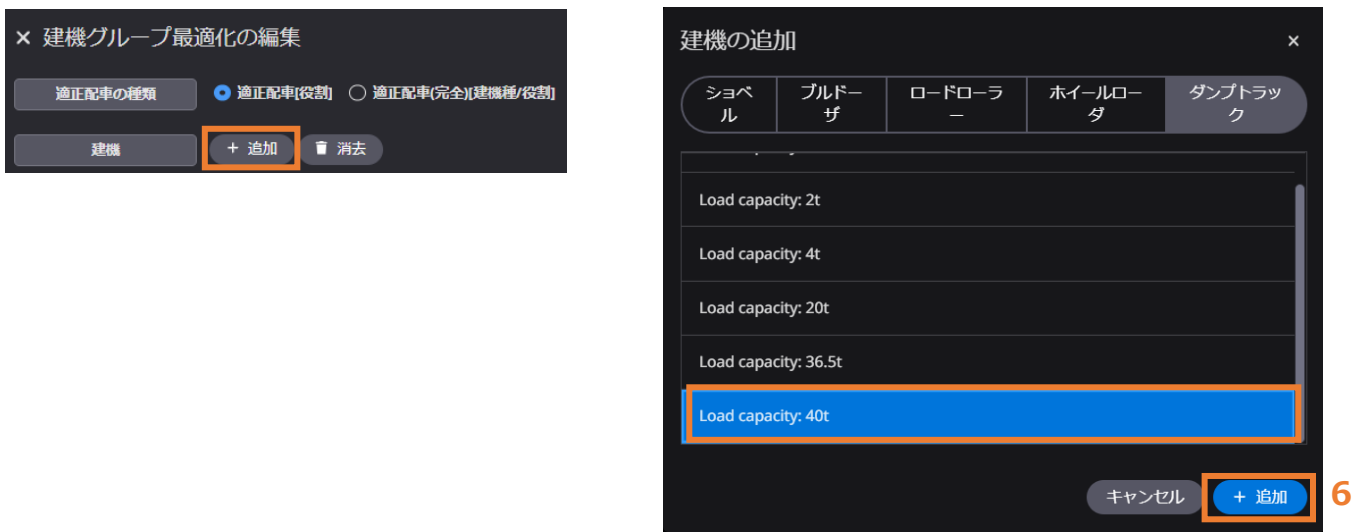 × 建機グループ最適化の編集
適正配車の種類 適正配車[役割] 適正配車(完全)[建機種/役割]
建機 + 追加 消去
建機の追加 ×
ショベ
ル
ブルドー
ザ
ロードローラ
ー
ホイールロー
ダ
ダンプトラッ
ク
Load capacity: 2t
Load capacity: 4t
Load capacity: 20t
Load capacity: 36.5t
Load capacity: 40t
キャンセル + 追加 6